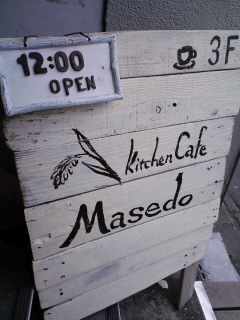 12:00
OPEN
3F
Kitchen Cafe
Masedo